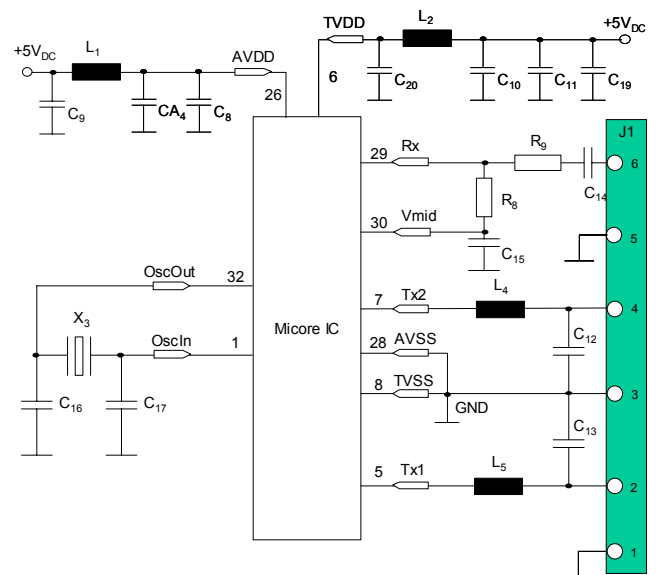 TVDD
L2
+5VDC
+5VDC
L1
AVDD
6
C20
C10
C11
C19
26
C9
CA4
C8
J1
29
Rx
R9
6
C14
R8
30
Vmid
C15
5
OscOut
32
7
Tx2
L4
4
X3
OscIn
1
Micore IC
28
AVSS
C12
8
TVSS
3
GND
C16
C17
C13
5
Tx1
L5
2
1